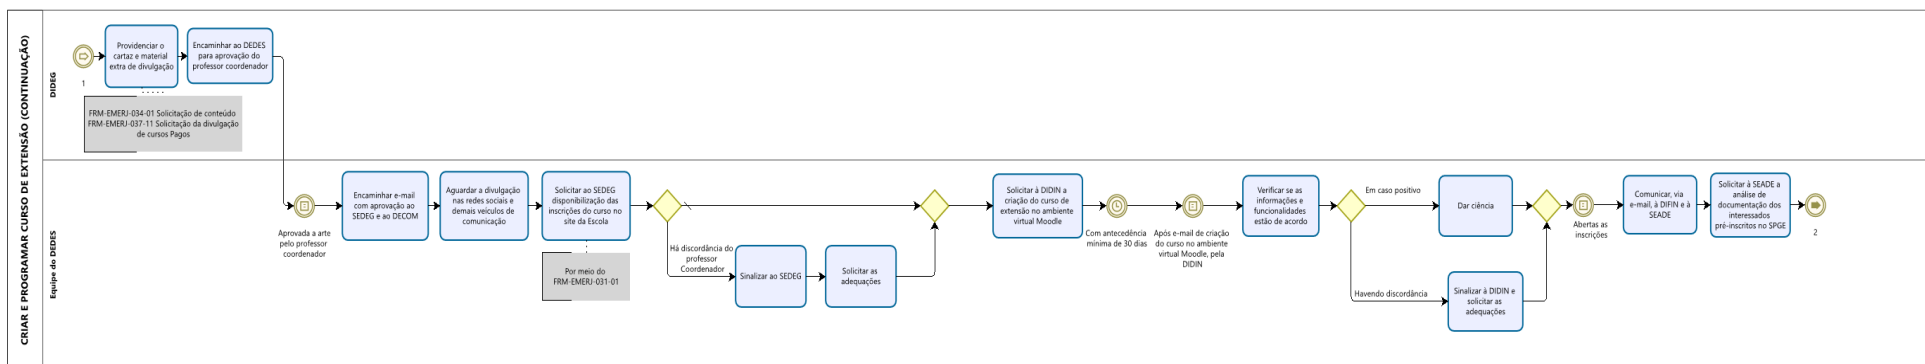 CRIAR E PROGRAMAR CURSO DE EXTENSÃO (CONTINUAÇÃO)
DIDEG
1
Providenciar o
cartaz e material
extra de divulgação
Encaminhar ao DEDES
para aprovação do
professor coordenador
FRM-EMERJ-034-01 Solicitação de conteúdo
FRM-EMERJ-037-11 Solicitação da divulgação
de cursos Pagos
Equipe do DEDES
Aprovada a arte
pelo professor
coordenador
Encaminhar e-mail
com aprovação ao
SEDEG e ao DECOM
Aguardar a divulgação
nas redes sociais e
demais veículos de
comunicação
Solicitar ao SEDEG
disponibilização das
inscrições do curso no
site da Escola
Por meio do
FRM-EMERJ-031-01
Há discordância do
professor
Coordenador
Sinalizar ao SEDEG
Solicitar as
adequações
Solicitar à DIDIN a
criação do curso de
extensão no ambiente
virtual Moodle
Com antecedência
mínima de 30 dias
Após e-mail de criação
do curso no ambiente
virtual Moodle, pela
DIDIN
Verificar se as
informações e
funcionalidades
estão de acordo
Em caso positivo
Dar ciência
Havendo discordância
Sinalizar à DIDIN e
solicitar as
adequações
Abertas as
inscrições
Comunicar, via
e-mail, à DIFIN e à
SEADE
Solicitar à SEADE a
análise de
documentação dos
interessados
pré-inscritos no SPGE
2